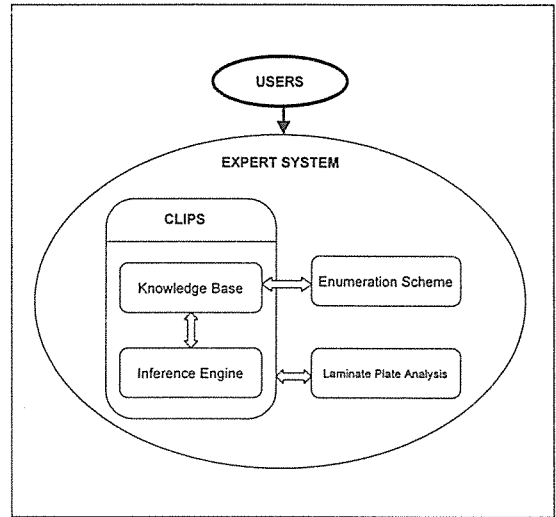 USERS
EXPERT SYSTEM
CLIPS
Knowledge Base
Enumeration Scheme
Inference Engine
Laminate Plate Analysis